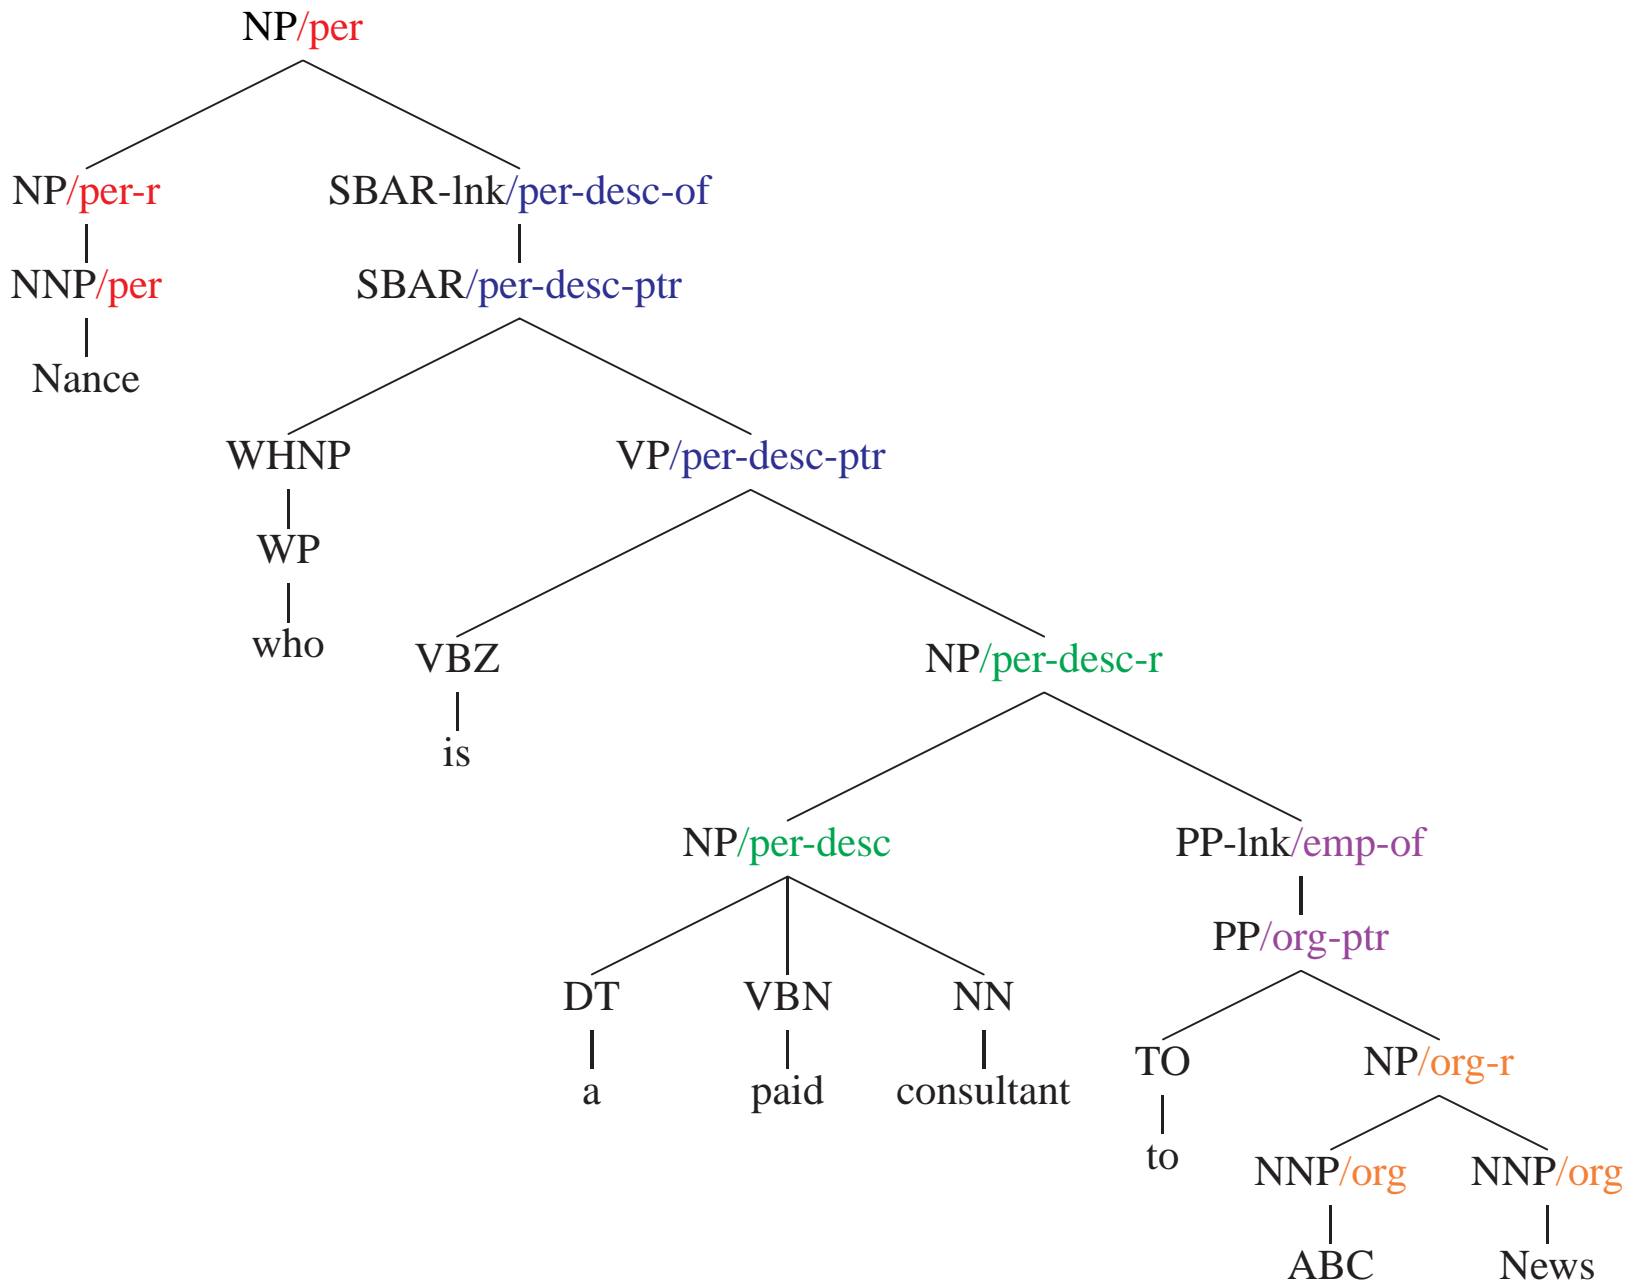 NP/per
NP/per-r SBAR-lnk/per-desc-of
NNP/per SBAR/per-desc-ptr
Nance
WHNP VP/per-desc-ptr
WP
who VBZ NP/per-desc-r
is
NP/per-desc PP-lnk/emp-of
PP/org-ptr
DT VBN NN
TO NP/org-r
a paid consultant
to NNP/org NNP/org
ABC News